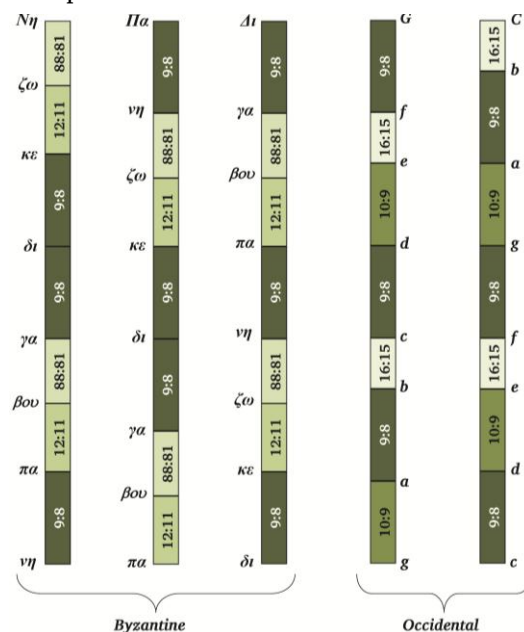 Νη
88:81
ζω
12:11
κε
9:8
δι
9:8
γα
88:81
βου
12:11
πα
9:8
νη
Πα
9:8
νη
88:81
ζω
12:11
κε
9:8
δι
9:8
γα
88:81
βου
12:11
πα
Δι
9:8
γα
88:81
βου
12:11
πα
9:8
νη
88:81
ζω
12:11
κε
9:8
δι
Byzantine
G
9:8
f
16:15
e
10:9
d
9:8
c
16:15
b
9:8
a
10:9
g
C
16:15
b
9:8
a
10:9
g
9:8
f
16:15
e
10:9
d
9:8
c
Occidental